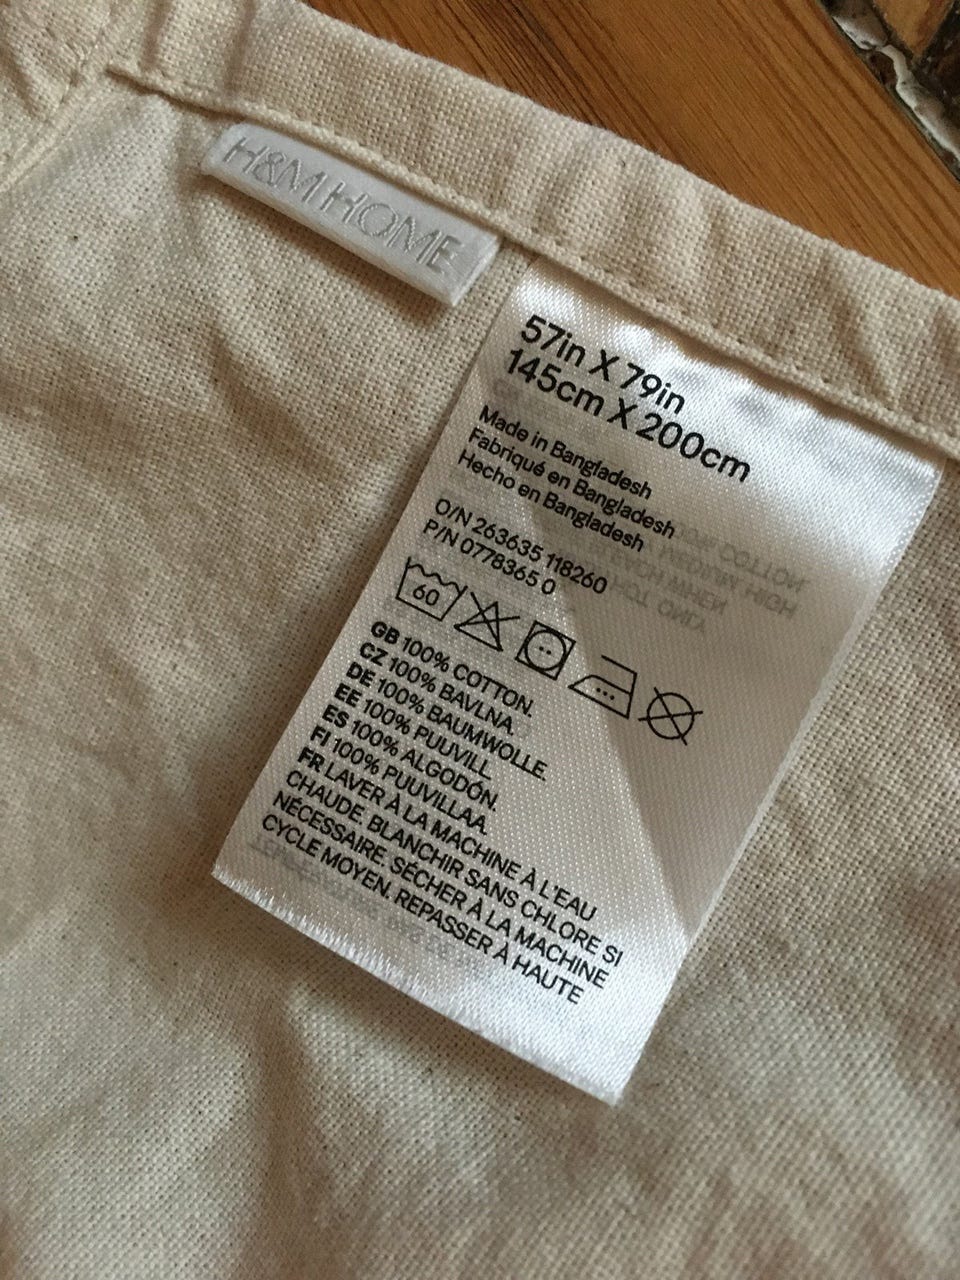 H&M HOME
57in X 79in
145cm X 200cm
Made in Bangladesh
Fabriqué en Bangladesh
Hecho en Bangladesh
O/N 263635 118260
P/N 0778365 0
60
GB 100% COTTON.
CZ 100% BAVLNA.
DE 100% BAUMWOLLE.
EE 100% PUUVILL.
ES 100% ALGODÓN.
FI 100% PUUVILLAA.
FR LAVER À LA MACHINE À L'EAU
CHAUDE. BLANCHIR SANS CHLORE SI
NÉCESSAIRE. SÉCHER À LA MACHINE
CYCLE MOYEN. REPASSER À HAUTE